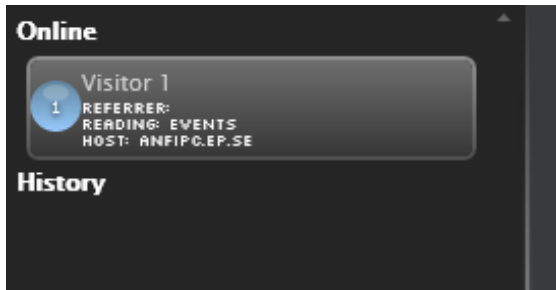 Online
Visitor 1
1
REFERRER:
READING: EVENTS
HOST: ANFIPC.EP.SE
History